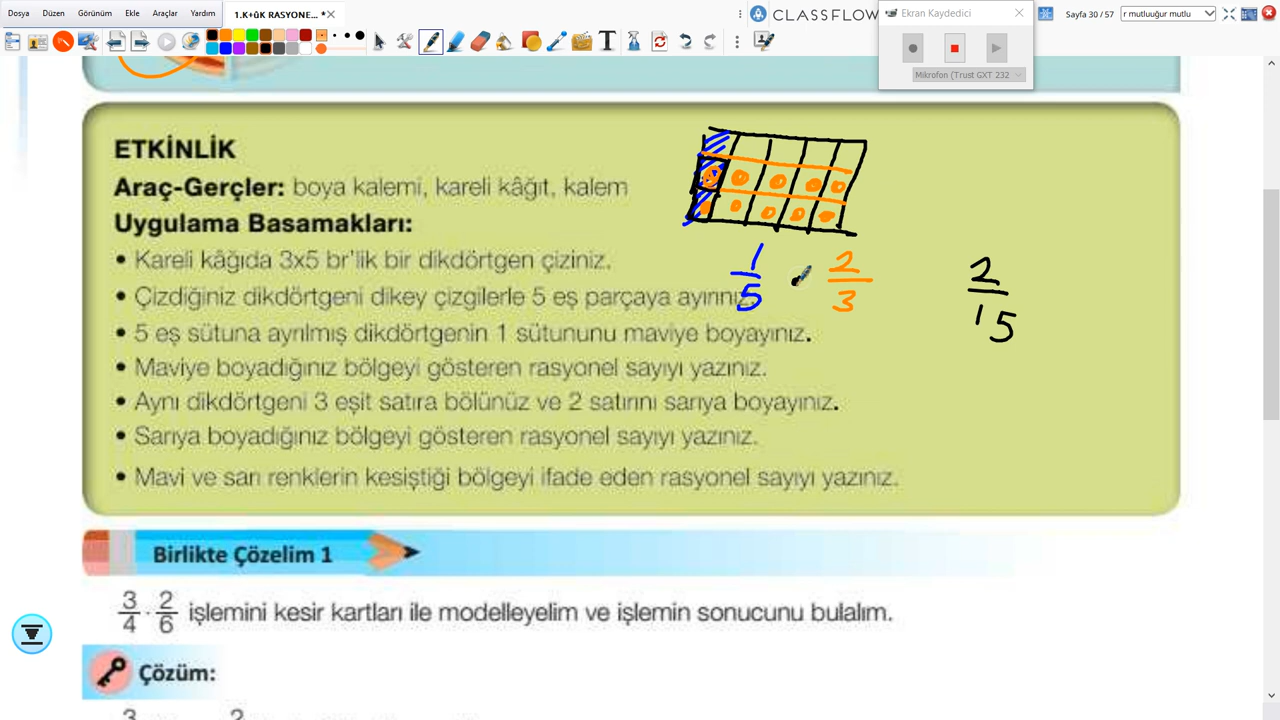 Dosya Düzen Görünüm Ekle Araçlar Yardım 1.K+ûK RASYONE... *
CLASSFLOW
Ekran Kaydedici
Sayfa 30 / 57
r mutluuğur mutlu
Mikrofon (Trust GXT 232
ETKİNLİK
Araç-Gerçler: boya kalemi, kareli kâğıt, kalem
Uygulama Basamakları:
• Kareli kâğıda 3x5 br'lik bir dikdörtgen çiziniz.
• Çizdiğiniz dikdörtgeni dikey çizgilerle 5 eş parçaya ayırınız.
• 5 eş sütuna ayrılmış dikdörtgenin 1 sütununu maviye boyayınız.
• Maviye boyadığınız bölgeyi gösteren rasyonel sayıyı yazınız.
• Aynı dikdörtgeni 3 eşit satıra bölünüz ve 2 satırını sarıya boyayınız.
• Sarıya boyadığınız bölgeyi gösteren rasyonel sayıyı yazınız.
• Mavi ve sarı renklerin kesiştiği bölgeyi ifade eden rasyonel sayıyı yazınız.
1/5 · 2/3 2/15
Birlikte Çözelim 1
3/4 · 2/6 işlemini kesir kartları ile modelleyelim ve işlemin sonucunu bulalım.
Çözüm: